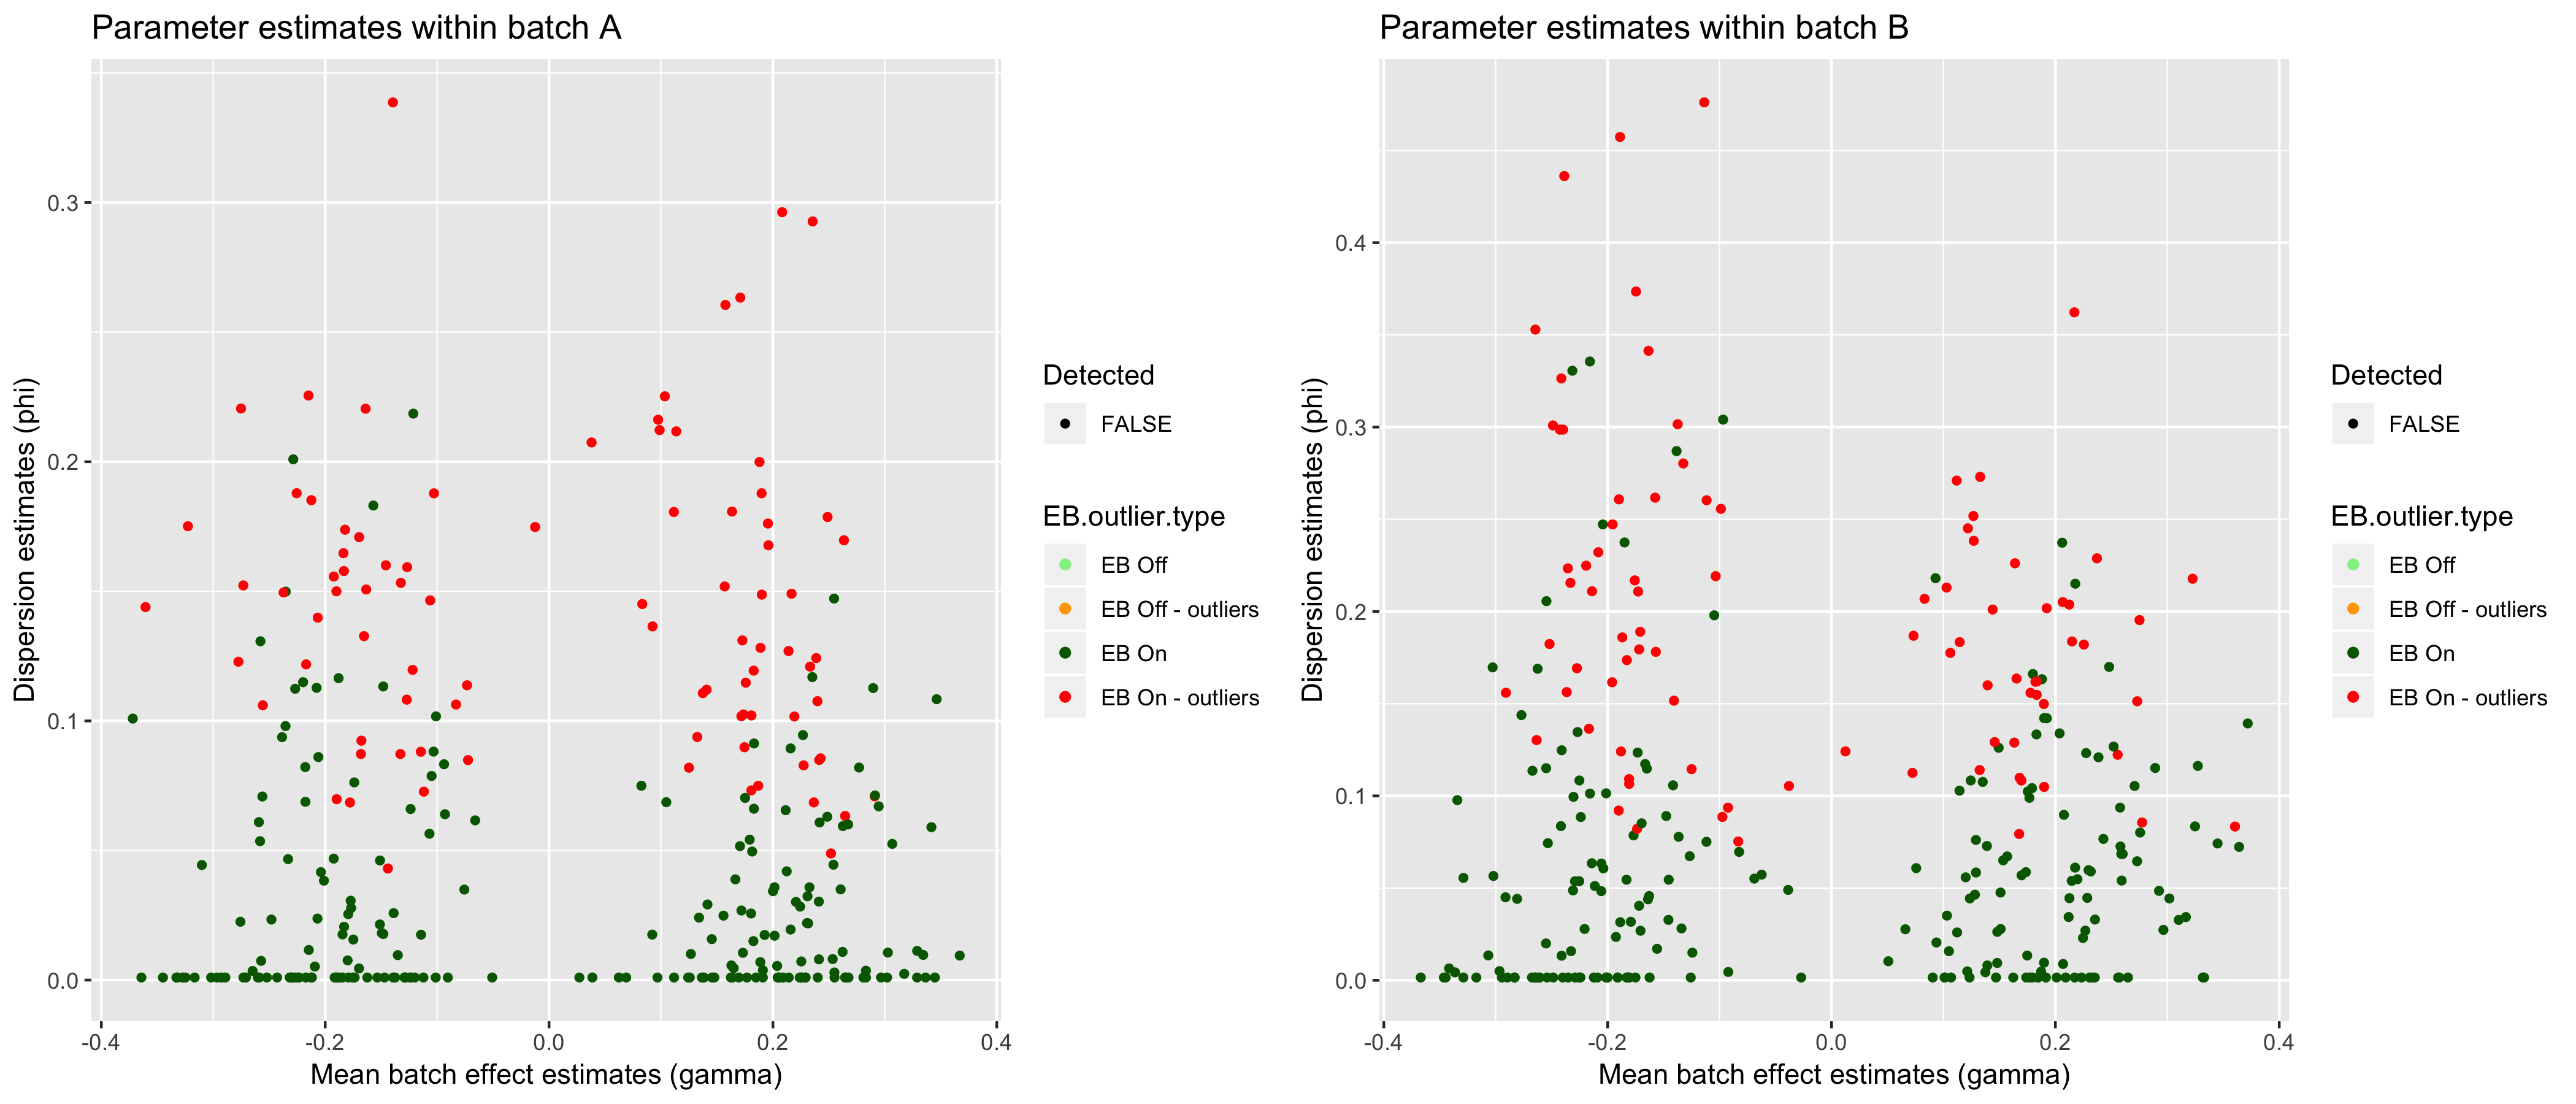 Parameter estimates within batch A
Dispersion estimates (phi)
0.3
0.2
0.1
0.0
-0.4
-0.2
0.0
0.2
0.4
Mean batch effect estimates (gamma)
Detected
FALSE
EB.outlier.type
EB Off
EB Off - outliers
EB On
EB On - outliers
Parameter estimates within batch B
Dispersion estimates (phi)
0.4
0.3
0.2
0.1
0.0
-0.4
-0.2
0.0
0.2
0.4
Mean batch effect estimates (gamma)
Detected
FALSE
EB.outlier.type
EB Off
EB Off - outliers
EB On
EB On - outliers